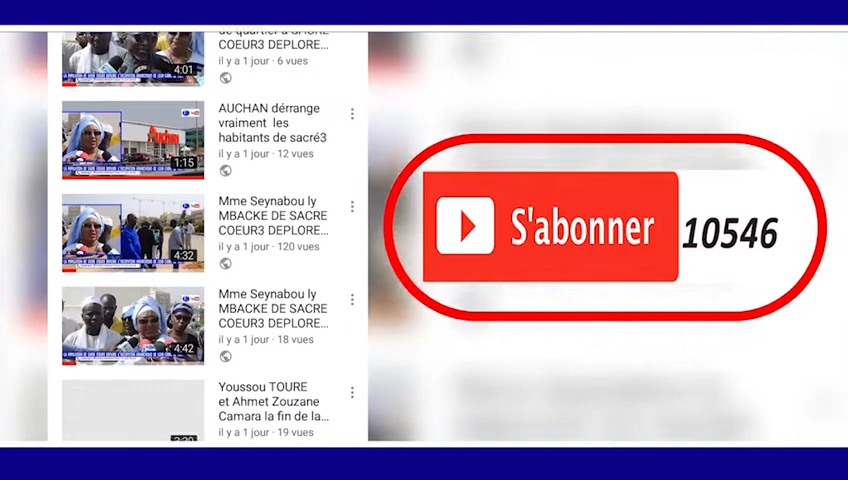 de quartier à SACRE
COEUR3 DEPLORE...
il y a 1 jour · 6 vues
4:01
AUCHAN dérrange
vraiment les
habitants de sacré3
il y a 1 jour · 12 vues
Auchan
1:15
Mme Seynabou ly
MBACKE DE SACRE
COEUR3 DEPLORE...
il y a 1 jour · 120 vues
4:32
Mme Seynabou ly
MBACKE DE SACRE
COEUR3 DEPLORE...
il y a 1 jour · 18 vues
4:42
Youssou TOURE
et Ahmet Zouzane
Camara la fin de la...
il y a 1 jour · 19 vues
S'abonner
10546